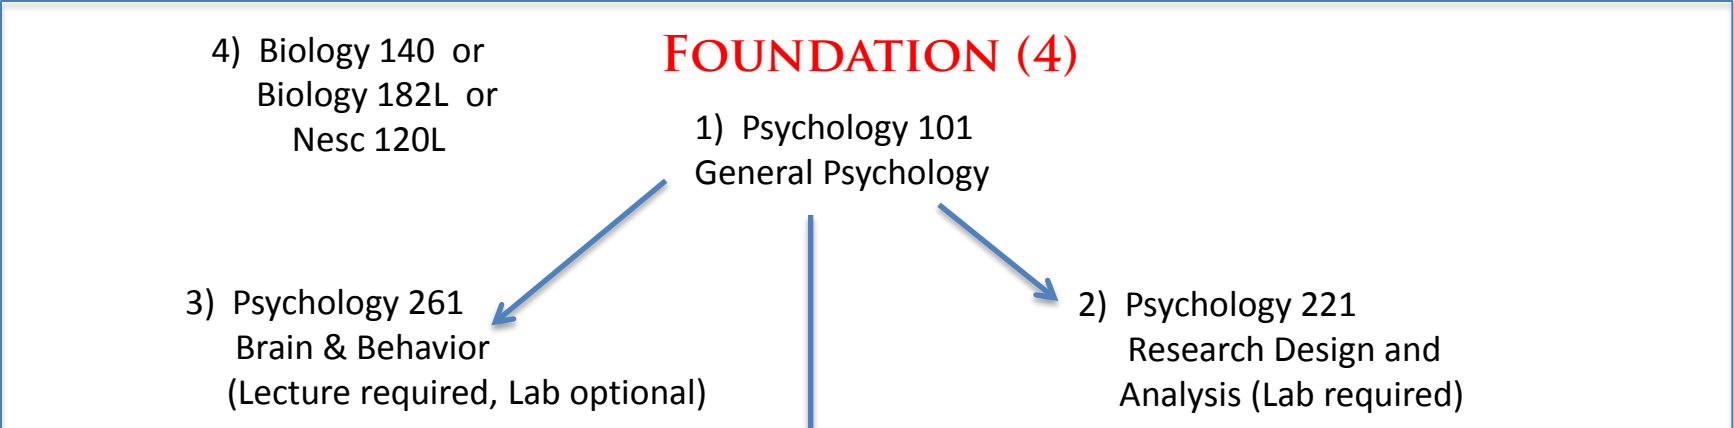 FOUNDATION (4)
4) Biology 140 or
Biology 182L or
Nesc 120L
1) Psychology 101
General Psychology
3) Psychology 261
Brain & Behavior
(Lecture required, Lab optional)
2) Psychology 221
Research Design and
Analysis (Lab required)